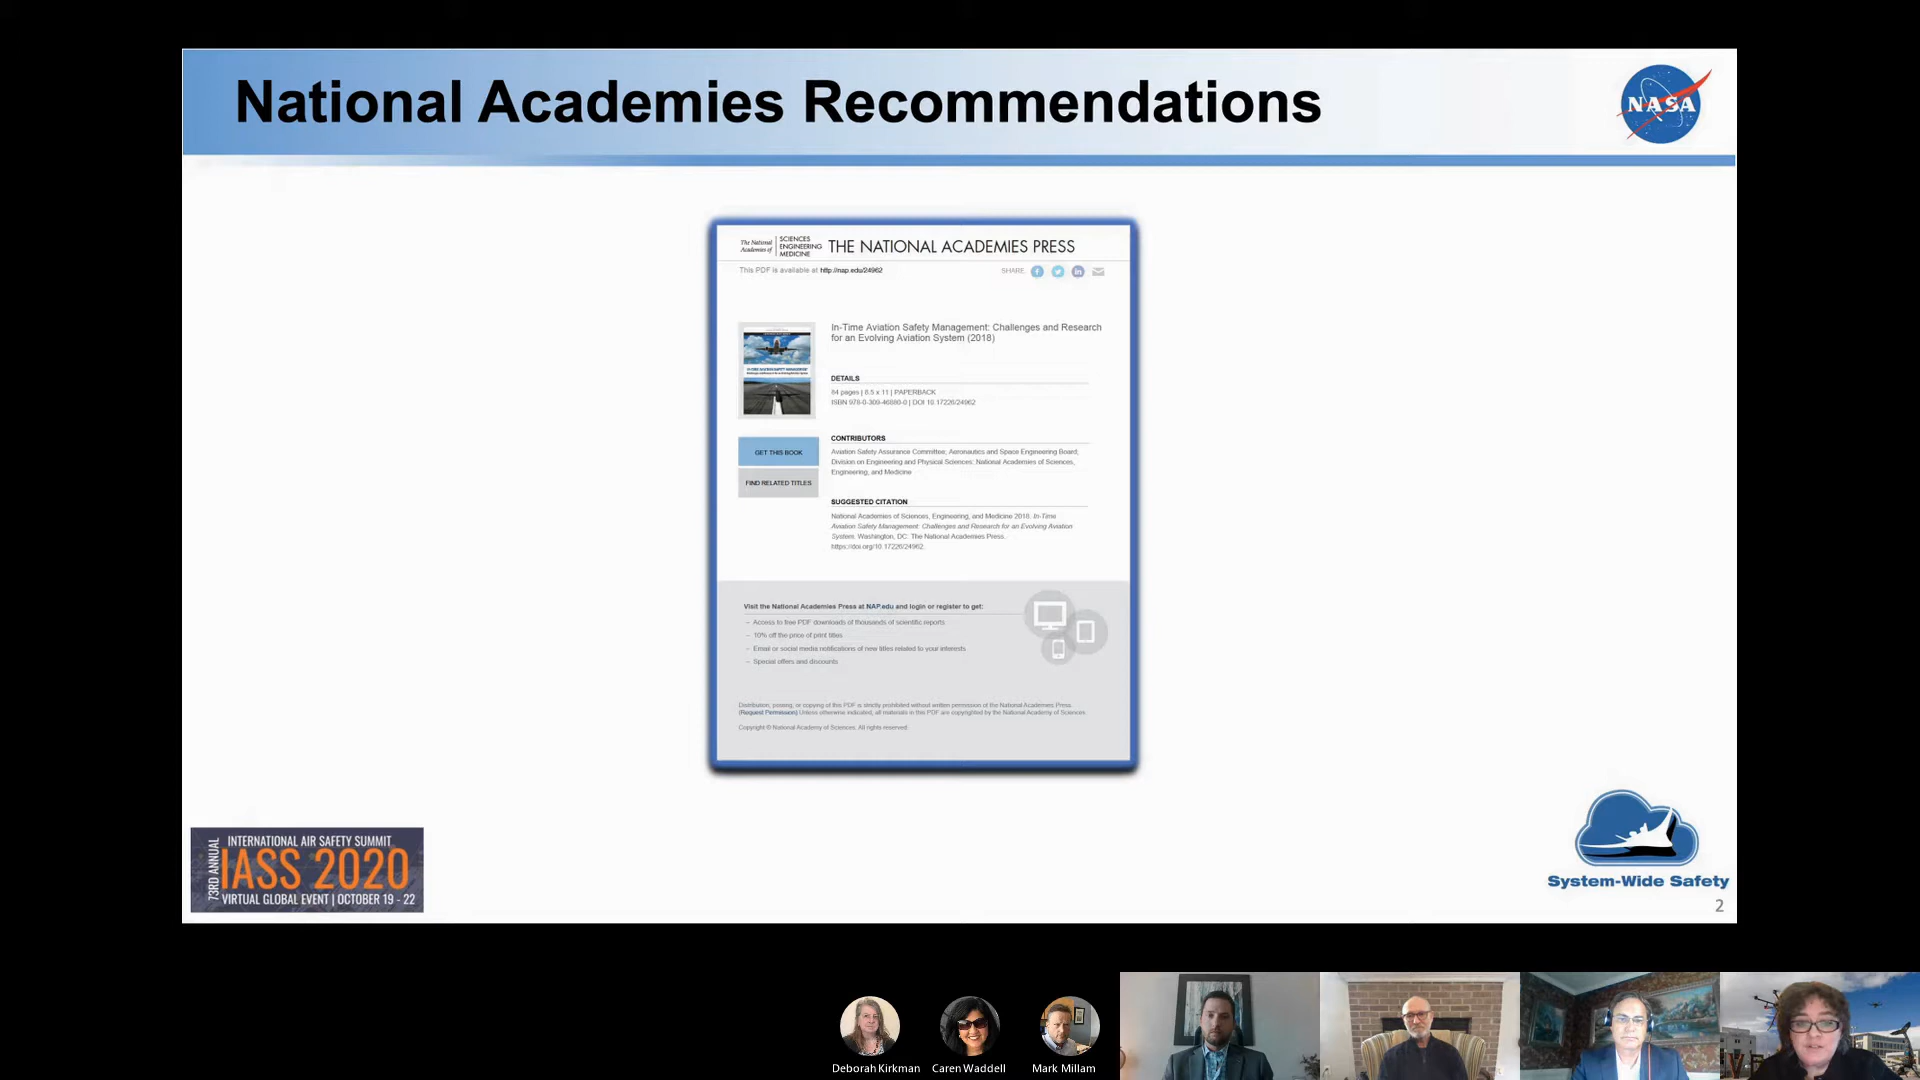 National Academies Recommendations
NASA
The National Academies of
SCIENCES
ENGINEERING
MEDICINE
THE NATIONAL ACADEMIES PRESS
This PDF is available at http://nap.edu/24962
SHARE
In-Time Aviation Safety Management: Challenges and Research
for an Evolving Aviation System (2018)
DETAILS
84 pages | 8.5 x 11 | PAPERBACK
ISBN 978-0-309-46880-0 | DOI 10.17226/24962
GET THIS BOOK
FIND RELATED TITLES
CONTRIBUTORS
Aviation Safety Assurance Committee; Aeronautics and Space Engineering Board;
Division on Engineering and Physical Sciences; National Academies of Sciences,
Engineering, and Medicine
SUGGESTED CITATION
National Academies of Sciences, Engineering, and Medicine 2018. In-Time
Aviation Safety Management: Challenges and Research for an Evolving Aviation
System. Washington, DC: The National Academies Press.
https://doi.org/10.17226/24962.
Visit the National Academies Press at NAP.edu and login or register to get:
– Access to free PDF downloads of thousands of scientific reports
– 10% off the price of print titles
– Email or social media notifications of new titles related to your interests
– Special offers and discounts
Distribution, posting, or copying of this PDF is strictly prohibited without written permission of the National Academies Press.
(Request Permission) Unless otherwise indicated, all materials in this PDF are copyrighted by the National Academy of Sciences.
Copyright © National Academy of Sciences. All rights reserved.
73RD ANNUAL
INTERNATIONAL AIR SAFETY SUMMIT
IASS 2020
VIRTUAL GLOBAL EVENT | OCTOBER 19 - 22
System-Wide Safety
2
Deborah Kirkman
Caren Waddell
Mark Millam